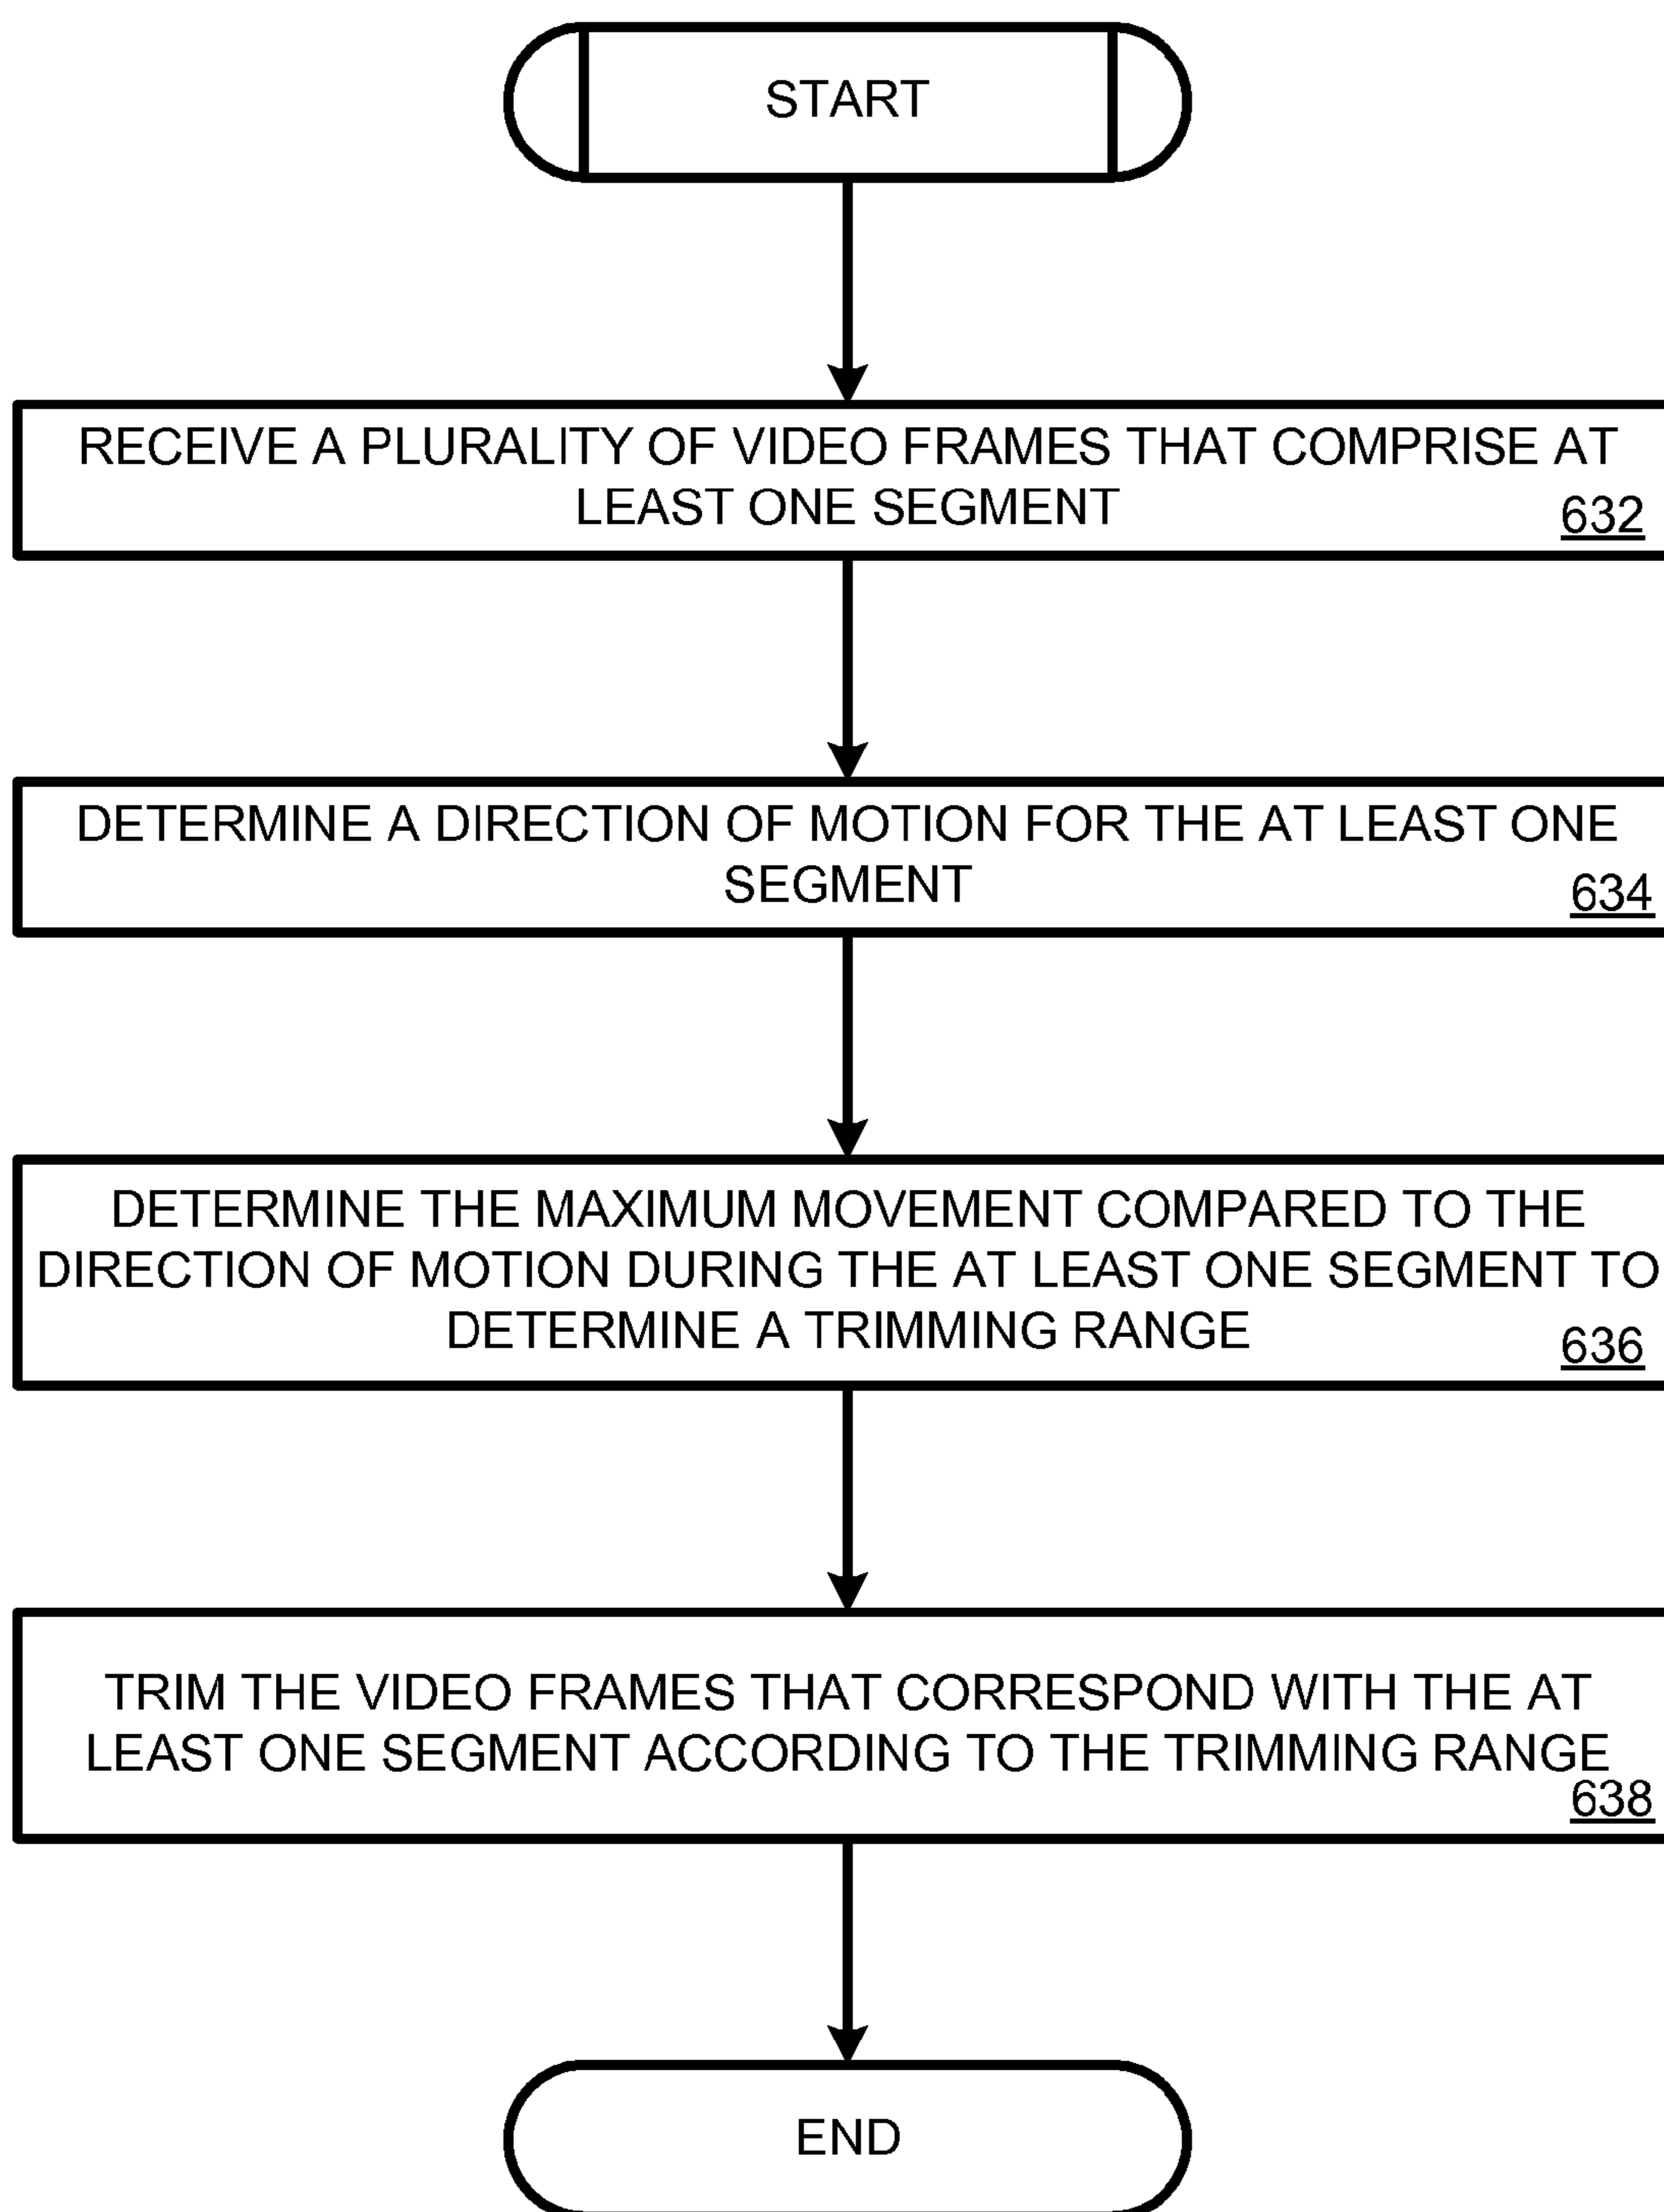 START
RECEIVE A PLURALITY OF VIDEO FRAMES THAT COMPRISE AT
LEAST ONE SEGMENT
632
DETERMINE A DIRECTION OF MOTION FOR THE AT LEAST ONE
SEGMENT
634
DETERMINE THE MAXIMUM MOVEMENT COMPARED TO THE
DIRECTION OF MOTION DURING THE AT LEAST ONE SEGMENT TO
DETERMINE A TRIMMING RANGE
636
TRIM THE VIDEO FRAMES THAT CORRESPOND WITH THE AT
LEAST ONE SEGMENT ACCORDING TO THE TRIMMING RANGE
638
END